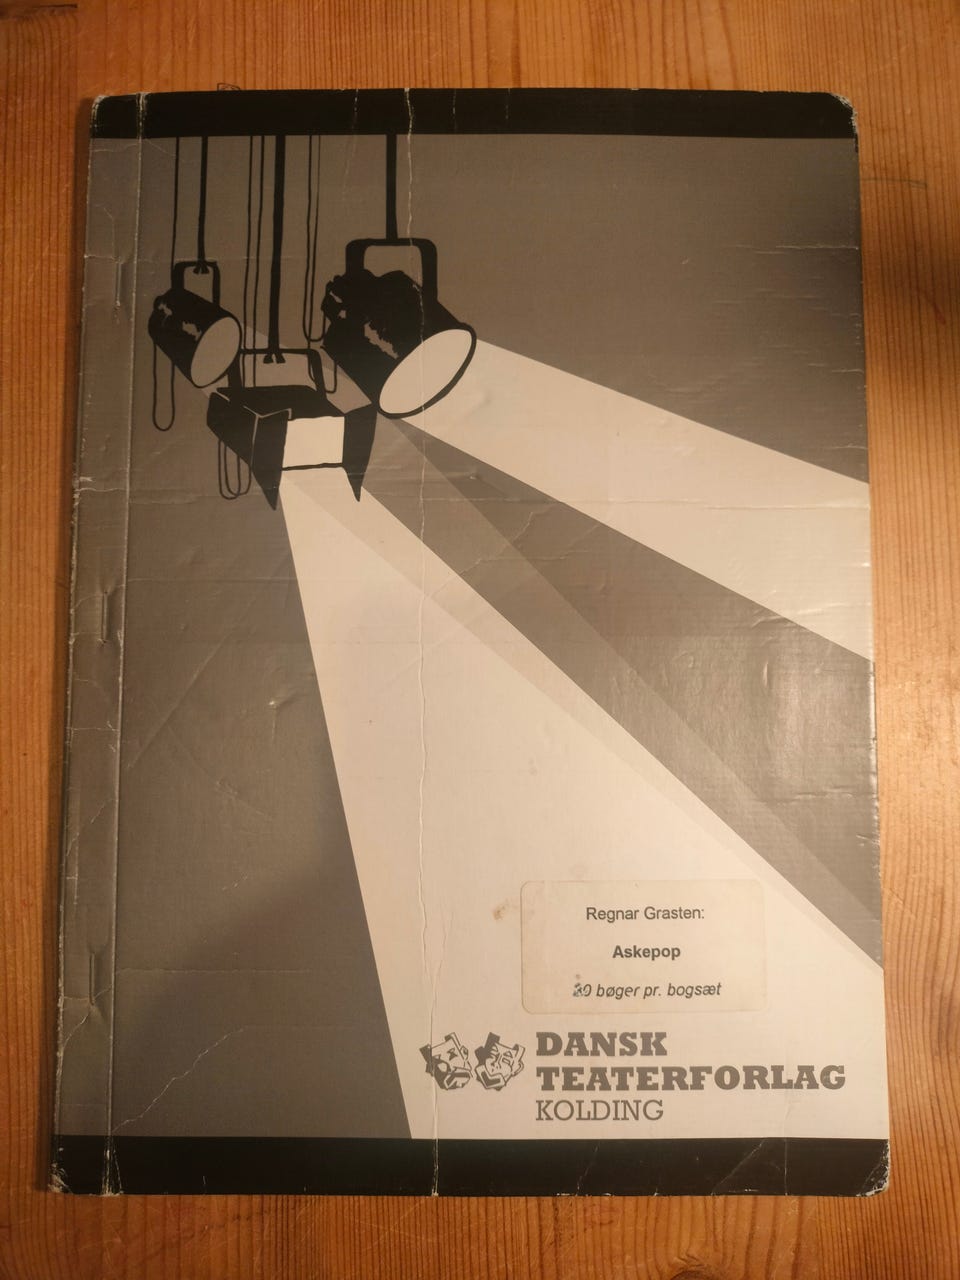 Regnar Grasten:
Askepop
bøger pr. bogsæt
DANSK
TEATERFORLAG
KOLDING